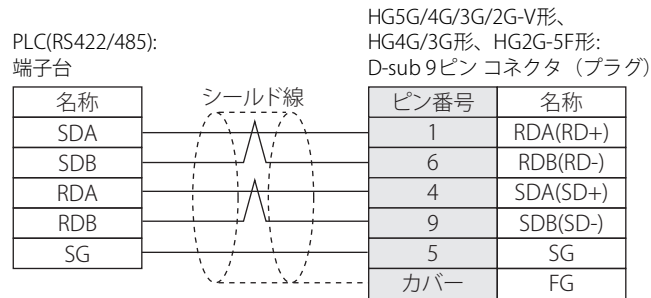 PLC(RS422/485):
端子台
HG5G/4G/3G/2G-V形、
HG4G/3G形、HG2G-5F形:
D-sub 9ピン コネクタ（プラグ）
名称 シールド線 ピン番号 名称
SDA 1 RDA(RD+)
SDB 6 RDB(RD-)
RDA 4 SDA(SD+)
RDB 9 SDB(SD-)
SG 5 SG
カバー FG